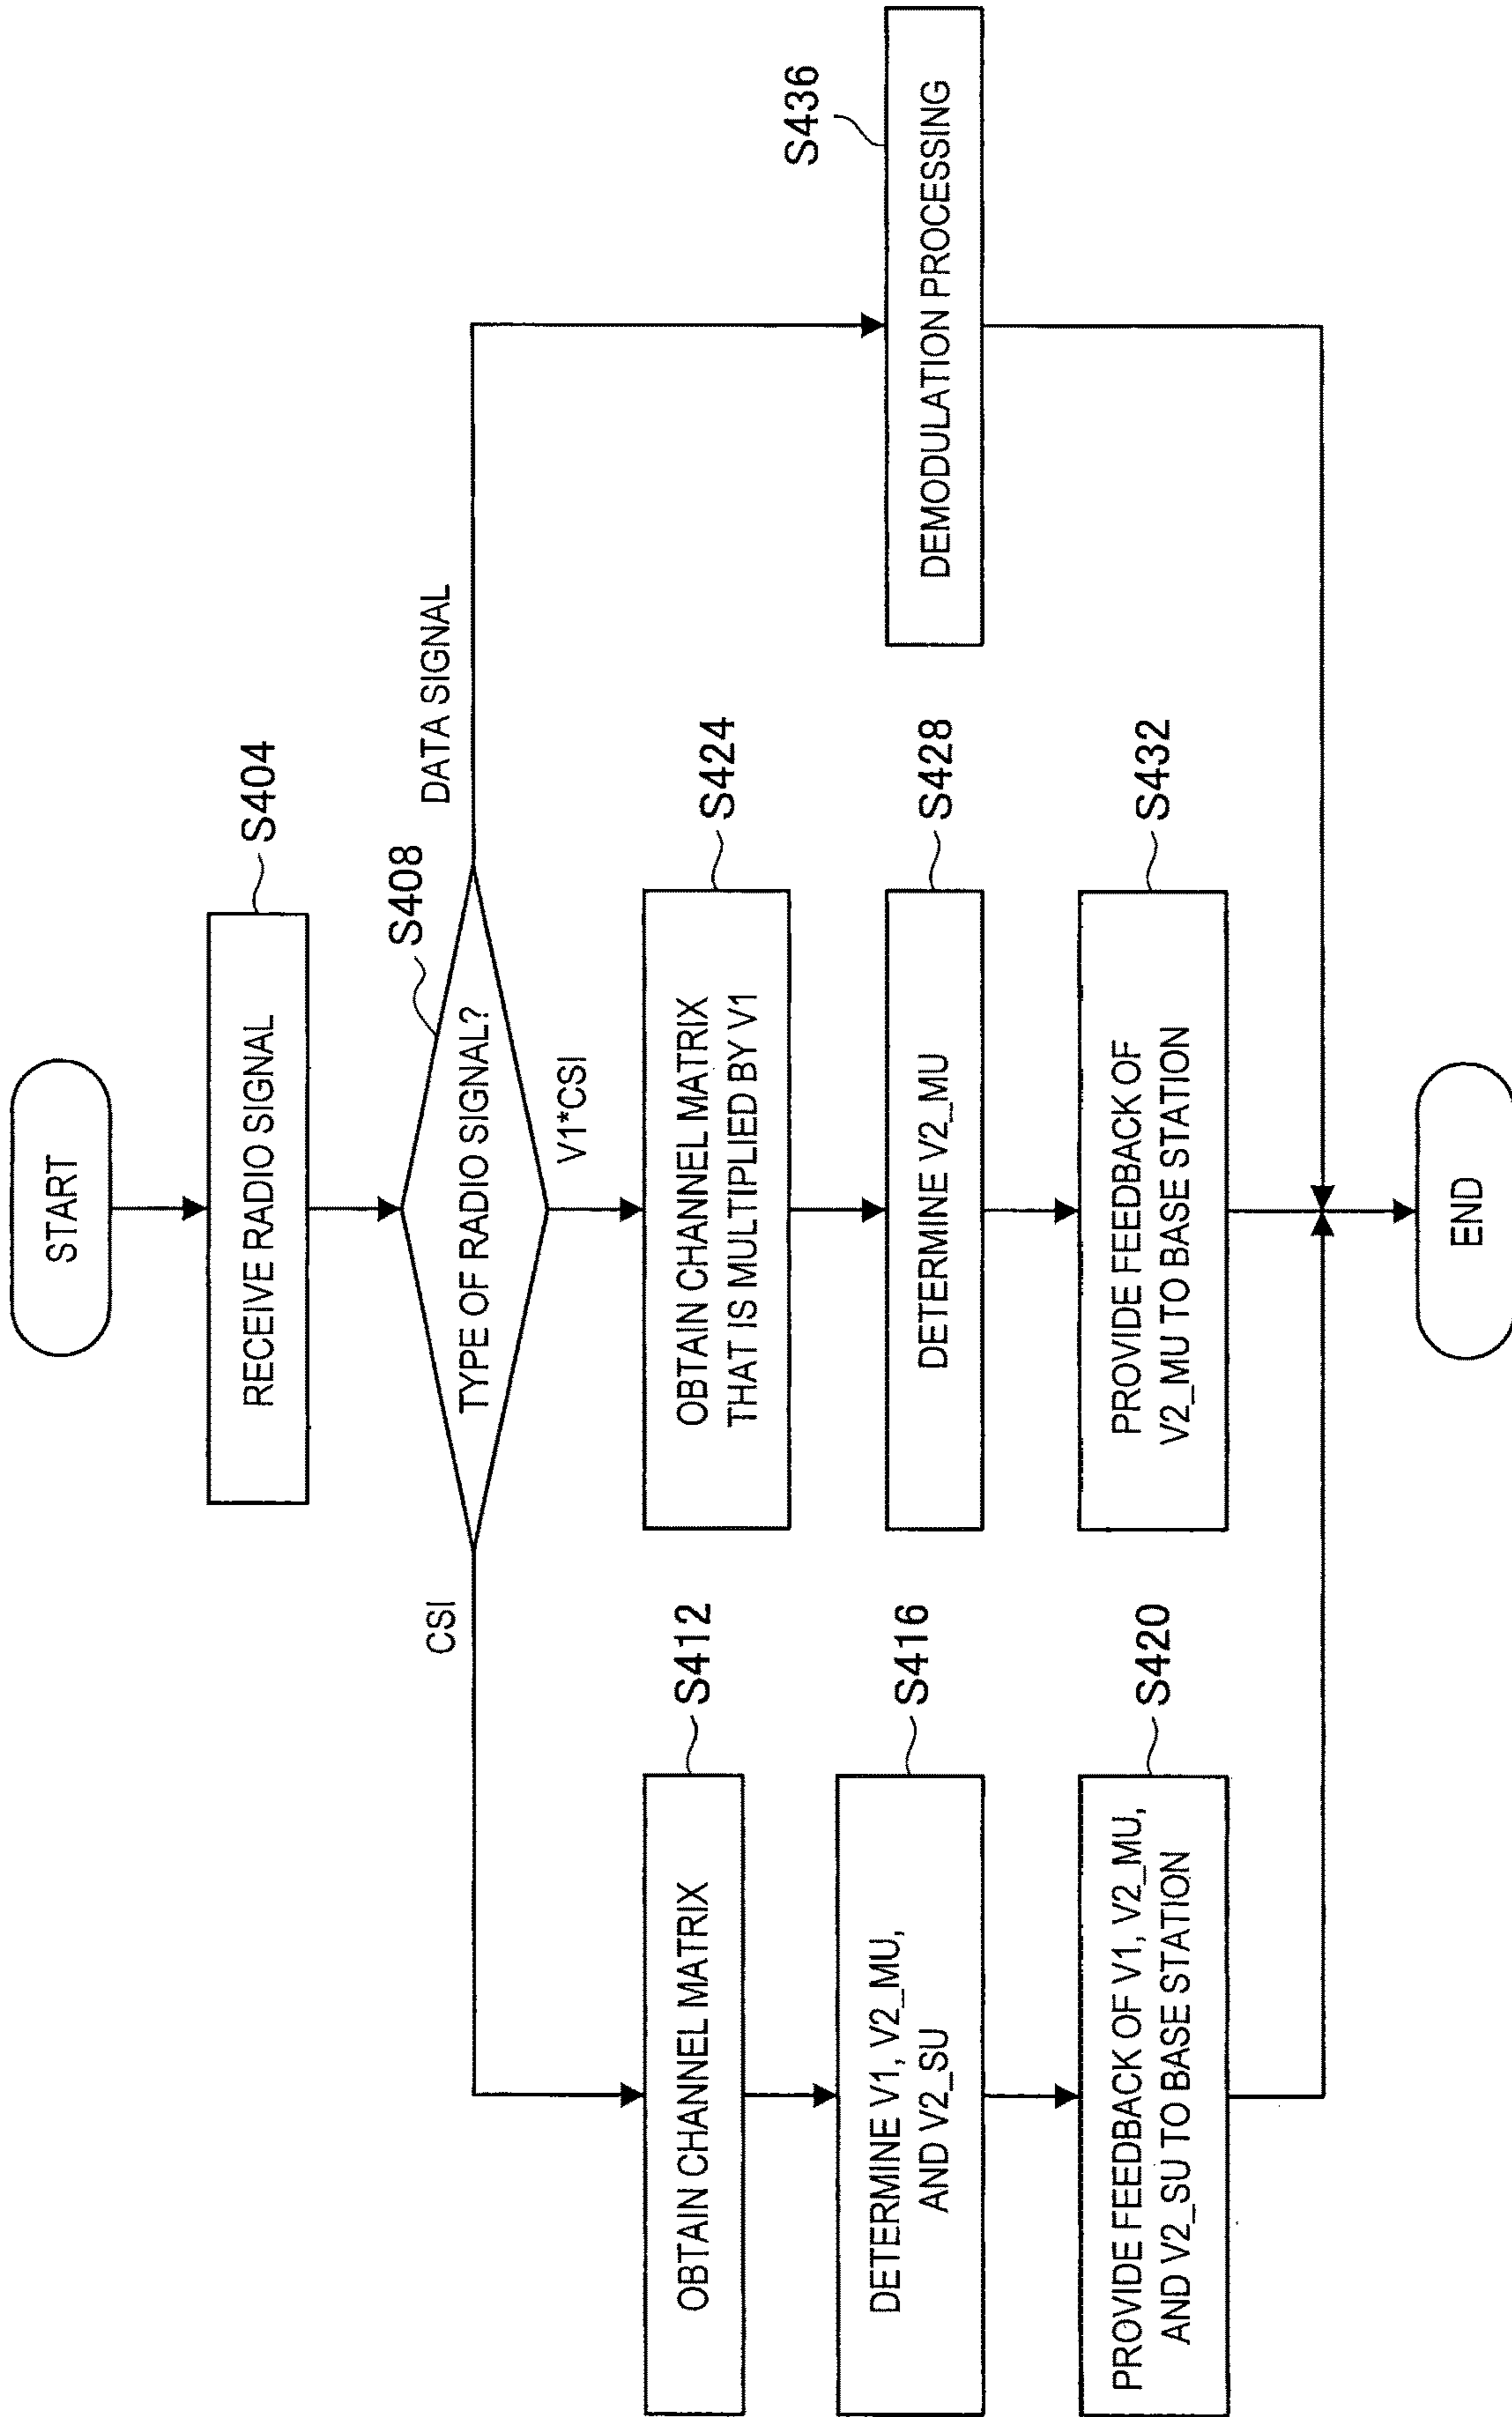 START
S404
RECEIVE RADIO SIGNAL
S408
TYPE OF RADIO SIGNAL?
CSI
V1*CSI
DATA SIGNAL
S412
OBTAIN CHANNEL MATRIX
S416
DETERMINE V1, V2_MU,
AND V2_SU
S420
PROVIDE FEEDBACK OF V1, V2_MU,
AND V2_SU TO BASE STATION
S424
OBTAIN CHANNEL MATRIX
THAT IS MULTIPLIED BY V1
S428
DETERMINE V2_MU
S432
PROVIDE FEEDBACK OF
V2_MU TO BASE STATION
S436
DEMODULATION PROCESSING
END